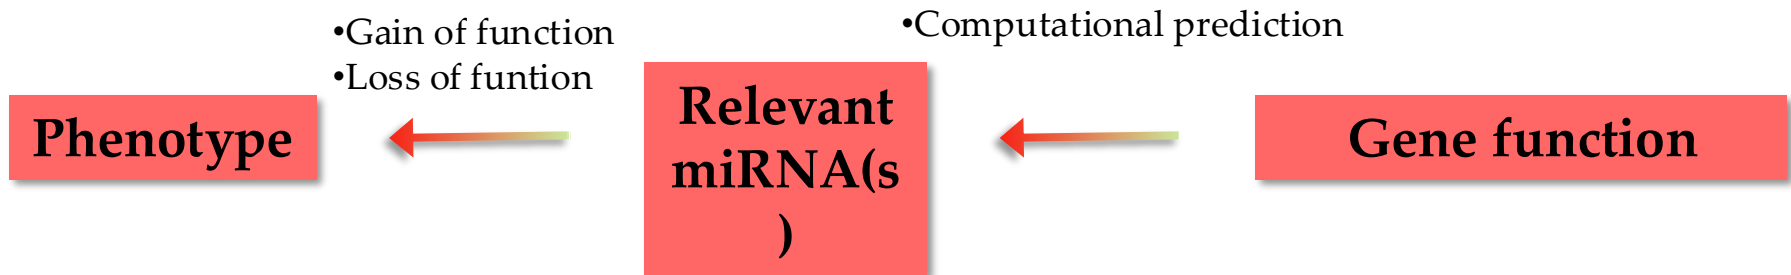 •Gain of function
•Loss of funtion
•Computational prediction
Phenotype
Relevant
miRNA(s
)
Gene function